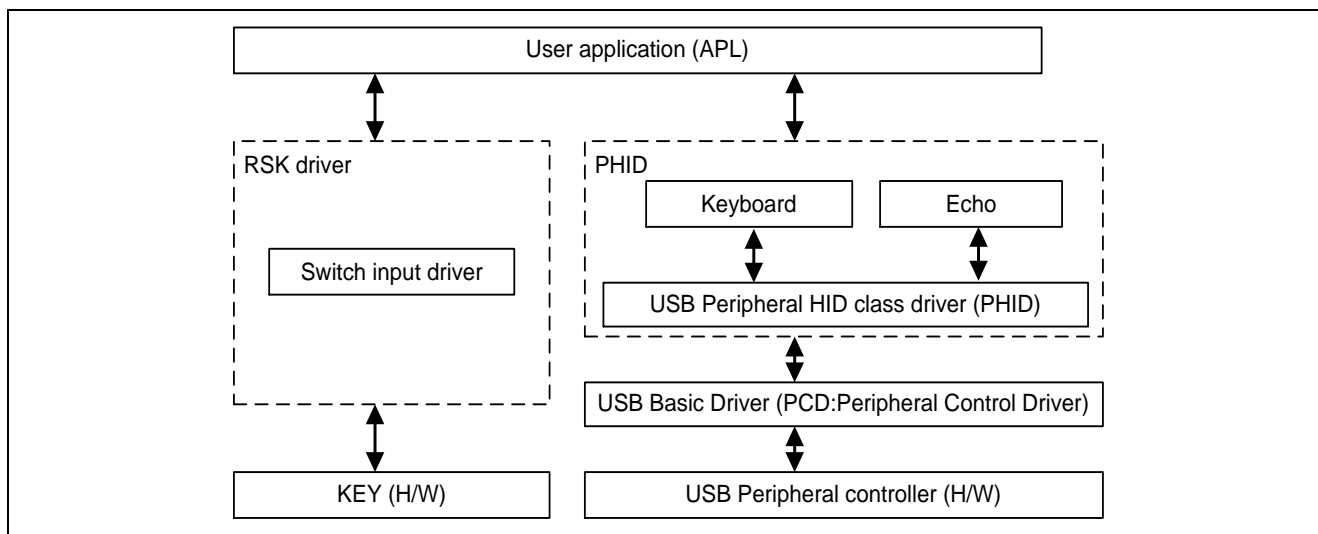 User application (APL)
RSK driver
PHID
Keyboard
Echo
Switch input driver
USB Peripheral HID class driver (PHID)
USB Basic Driver (PCD:Peripheral Control Driver)
KEY (H/W)
USB Peripheral controller (H/W)